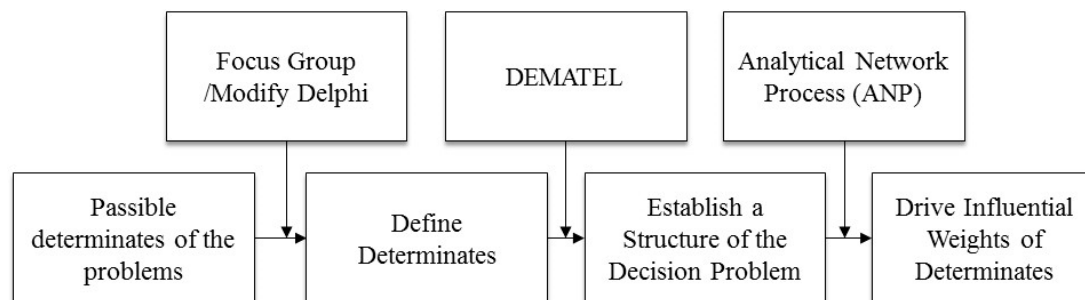 Focus Group
/Modify Delphi
DEMATEL
Analytical Network
Process (ANP)
Passible
determinates of the
problems
Define
Determinates
Establish a
Structure of the
Decision Problem
Drive Influential
Weights of
Determinates